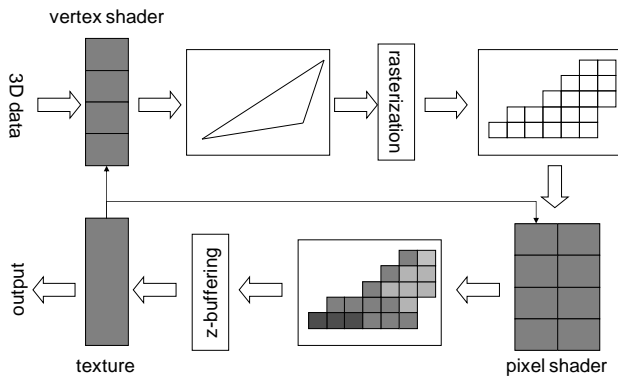 vertex shader
3D data
rasterization
output
z-buffering
texture
pixel shader